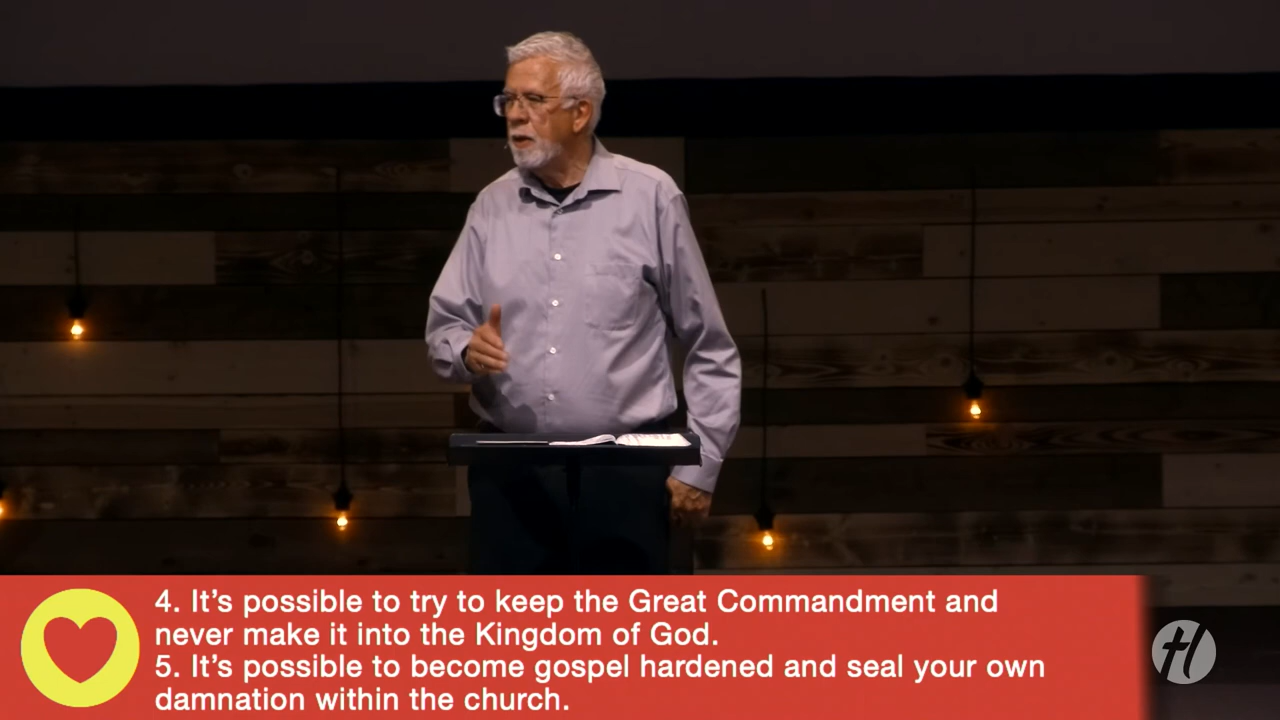 4. It's possible to try to keep the Great Commandment and
never make it into the Kingdom of God.
5. It's possible to become gospel hardened and seal your own
damnation within the church.